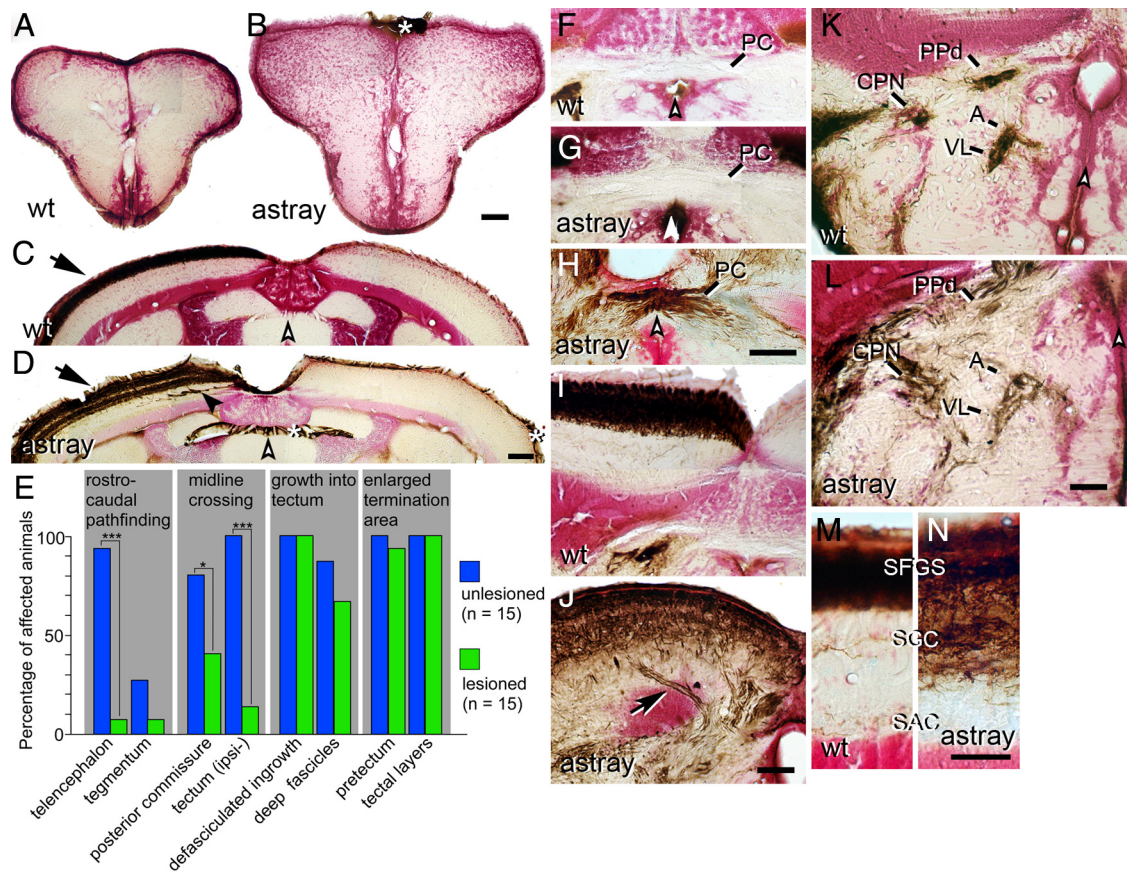 A
wt
B
*
astray
C
wt
D
*
*
astray
E
Percentage of affected animals
100
50
0
rostro-
caudal
pathfinding
***
midline
crossing
*
***
growth into
tectum
enlarged
termination
area
unlesioned
(n = 15)
lesioned
(n = 15)
telencephalon
tegmentum
posterior commissure
tectum (ipsi-)
defasciculated ingrowth
deep fascicles
pretectum
tectal layers
F
PC
wt
G
PC
astray
H
PC
astray
I
wt
J
astray
K
PPd
CPN
A
VL
wt
L
PPd
CPN
A
VL
astray
M
N
SFGS
SGC
SAC
wt
astray